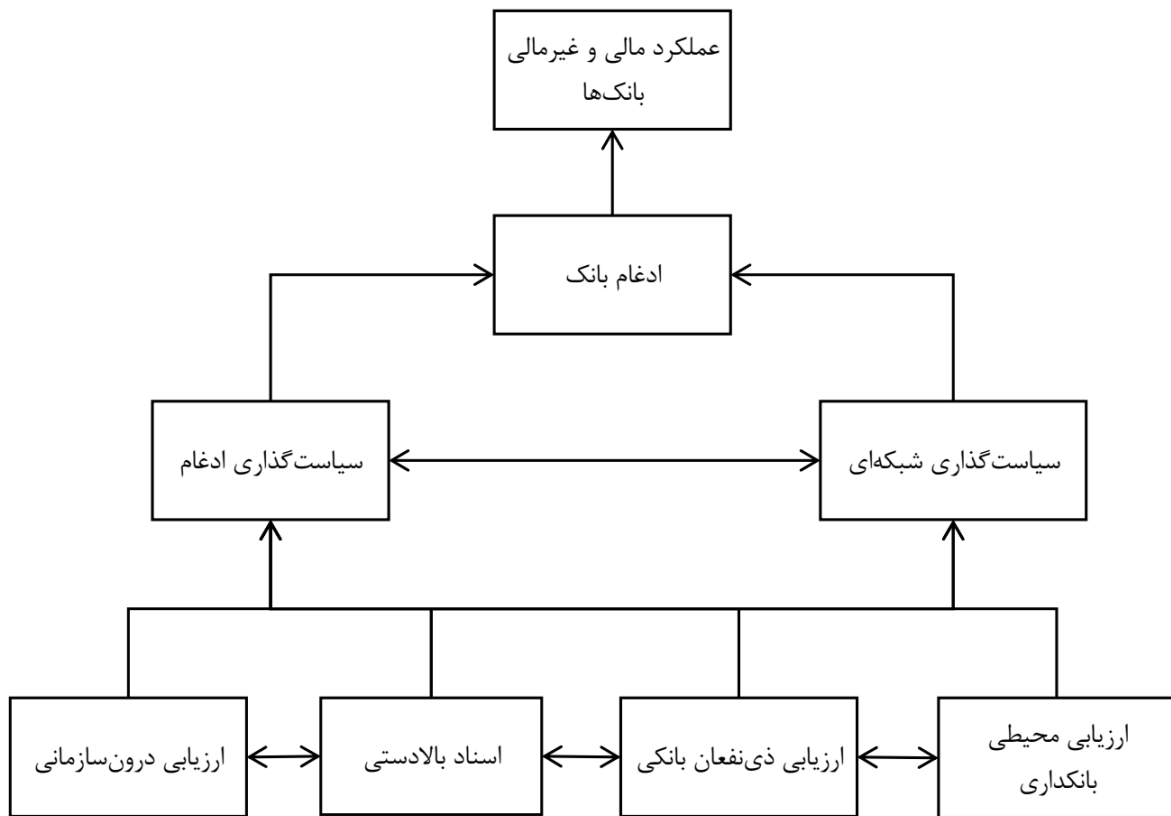 عملکرد مالی و غیرمالی
بانک‌ها
ادغام بانک
سیاست‌گذاری شبکه‌ای
سیاست‌گذاری ادغام
ارزیابی محیطی
بانکداری
ارزیابی ذی‌نفعان بانکی
اسناد بالادستی
ارزیابی درون‌سازمانی